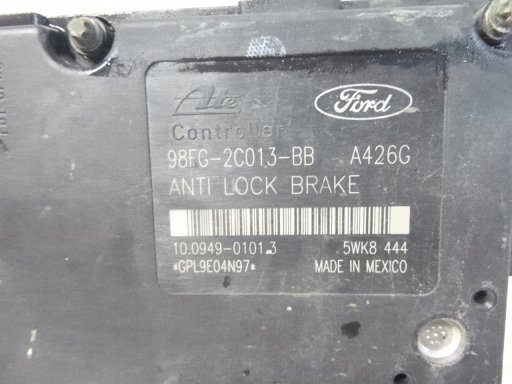 Ate
Ford
Controller
98FG-2C013-BB A426G
ANTI LOCK BRAKE
10.0949-0101.3 5WK8 444
*GPL9E04N97* MADE IN MEXICO